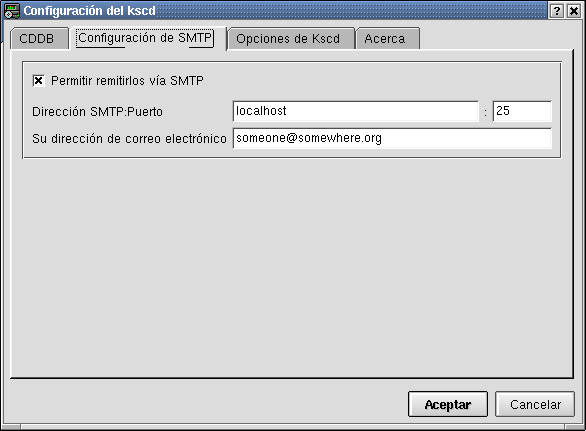 Configuración del kscd
CDDB Configuración de SMTP Opciones de Kscd Acerca
Permitir remitirlos vía SMTP
Dirección SMTP:Puerto localhost : 25
Su dirección de correo electrónico someone@somewhere.org
Aceptar Cancelar